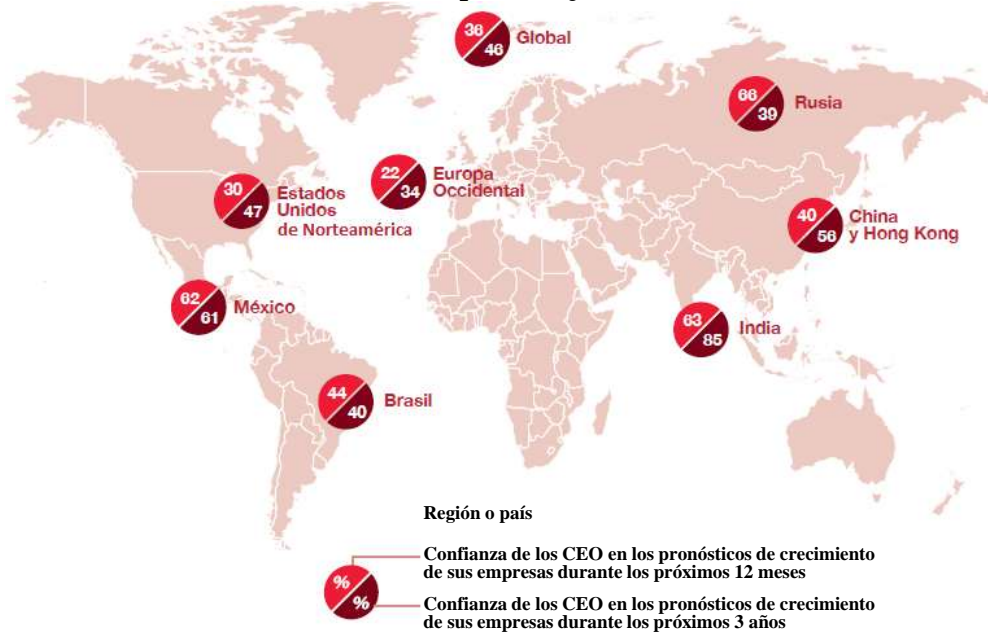 36
46
Global
66
39
Rusia
22
34
Europa
Occidental
30
47
Estados
Unidos
de Norteamérica
40
56
China
y Hong Kong
62
61
México
63
85
India
44
40
Brasil
Región o país
%
%
Confianza de los CEO en los pronósticos de crecimiento
de sus empresas durante los próximos 12 meses
Confianza de los CEO en los pronósticos de crecimiento
de sus empresas durante los próximos 3 años